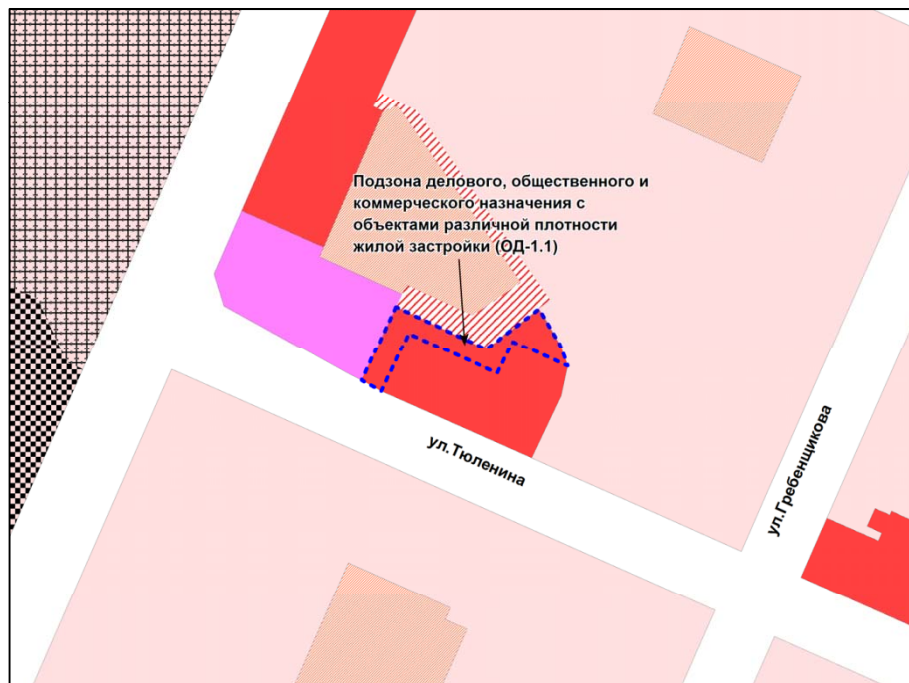 Подзона делового, общественного и
коммерческого назначения с
объектами различной плотности
жилой застройки (ОД-1.1)
ул.Тюленина
ул.Гребенщикова